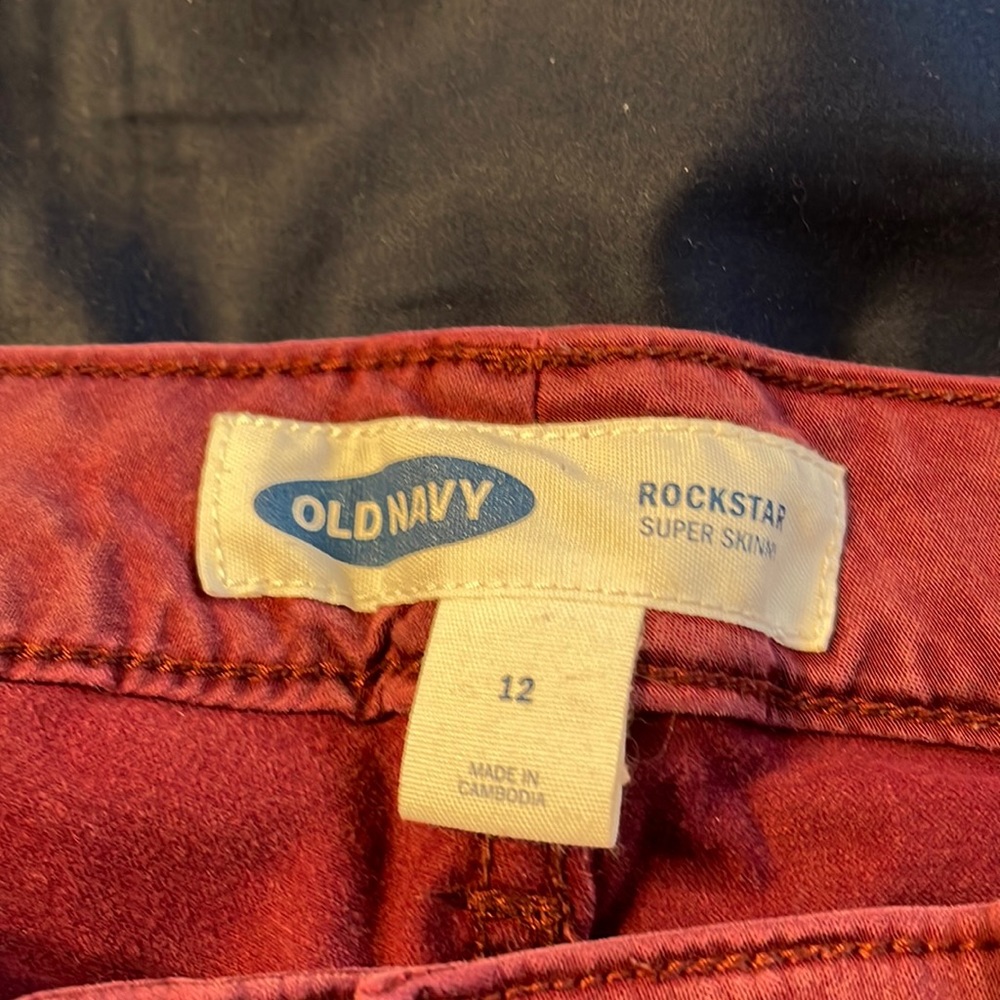 OLD NAVY
ROCKSTAR
SUPER SKINNY
12
MADE IN
CAMBODIA